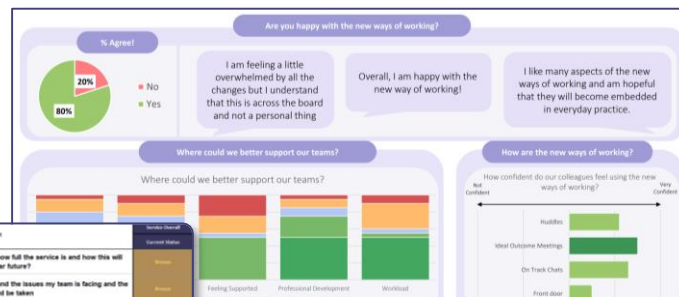 Are you happy with the new ways of working?
% Agree!
20%
80%
No
Yes
I am feeling a little
overwhelmed by all the
changes but I understand
that this is across the board
and not a personal thing
Overall, I am happy with the
new way of working!
I like many aspects of the new
ways of working and am hopeful
that they will become embedded
in everyday practice.
Where could we better support our teams?
Where could we better support our teams?
Feeling Supported
Professional Development
Workload
How are the new ways of working?
How confident do our colleagues feel using the new
ways of working?
Not
Confident
Very
Confident
Huddles
Ideal Outcome Meetings
On Track Chats
Front door
Service Overall
Current Status
how full the service is and how this will
ar future?
Bronze
nd the issues my team is facing and the
d be taken
Bronze